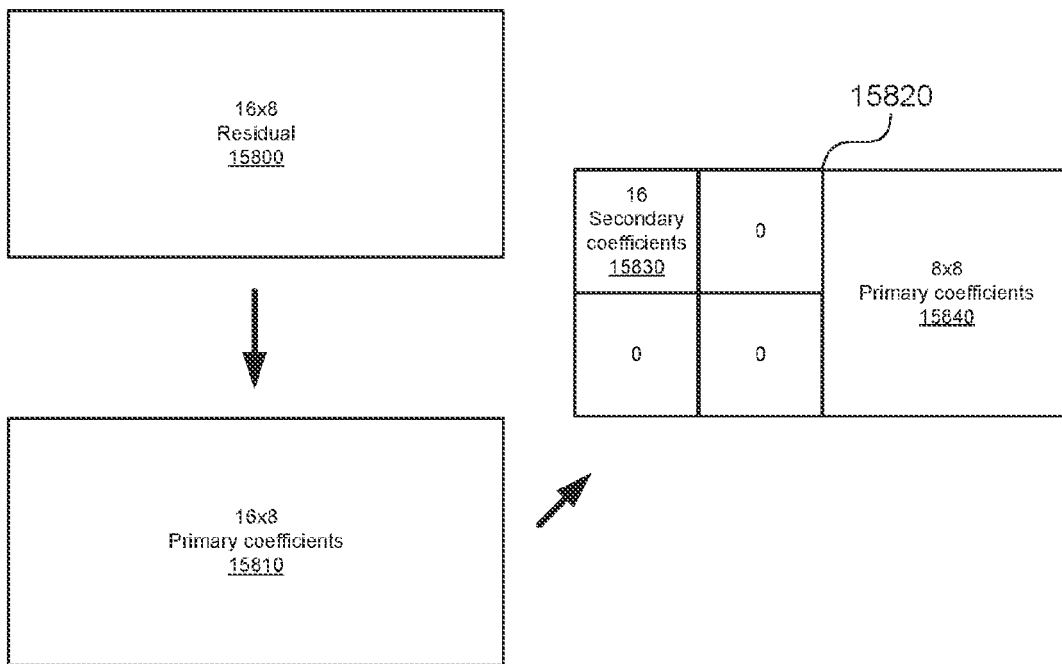 16x8
Residual
15800
16x8
Primary coefficients
15810
15820
16
Secondary
coefficients
15830
0
0
0
8x8
Primary coefficients
15840